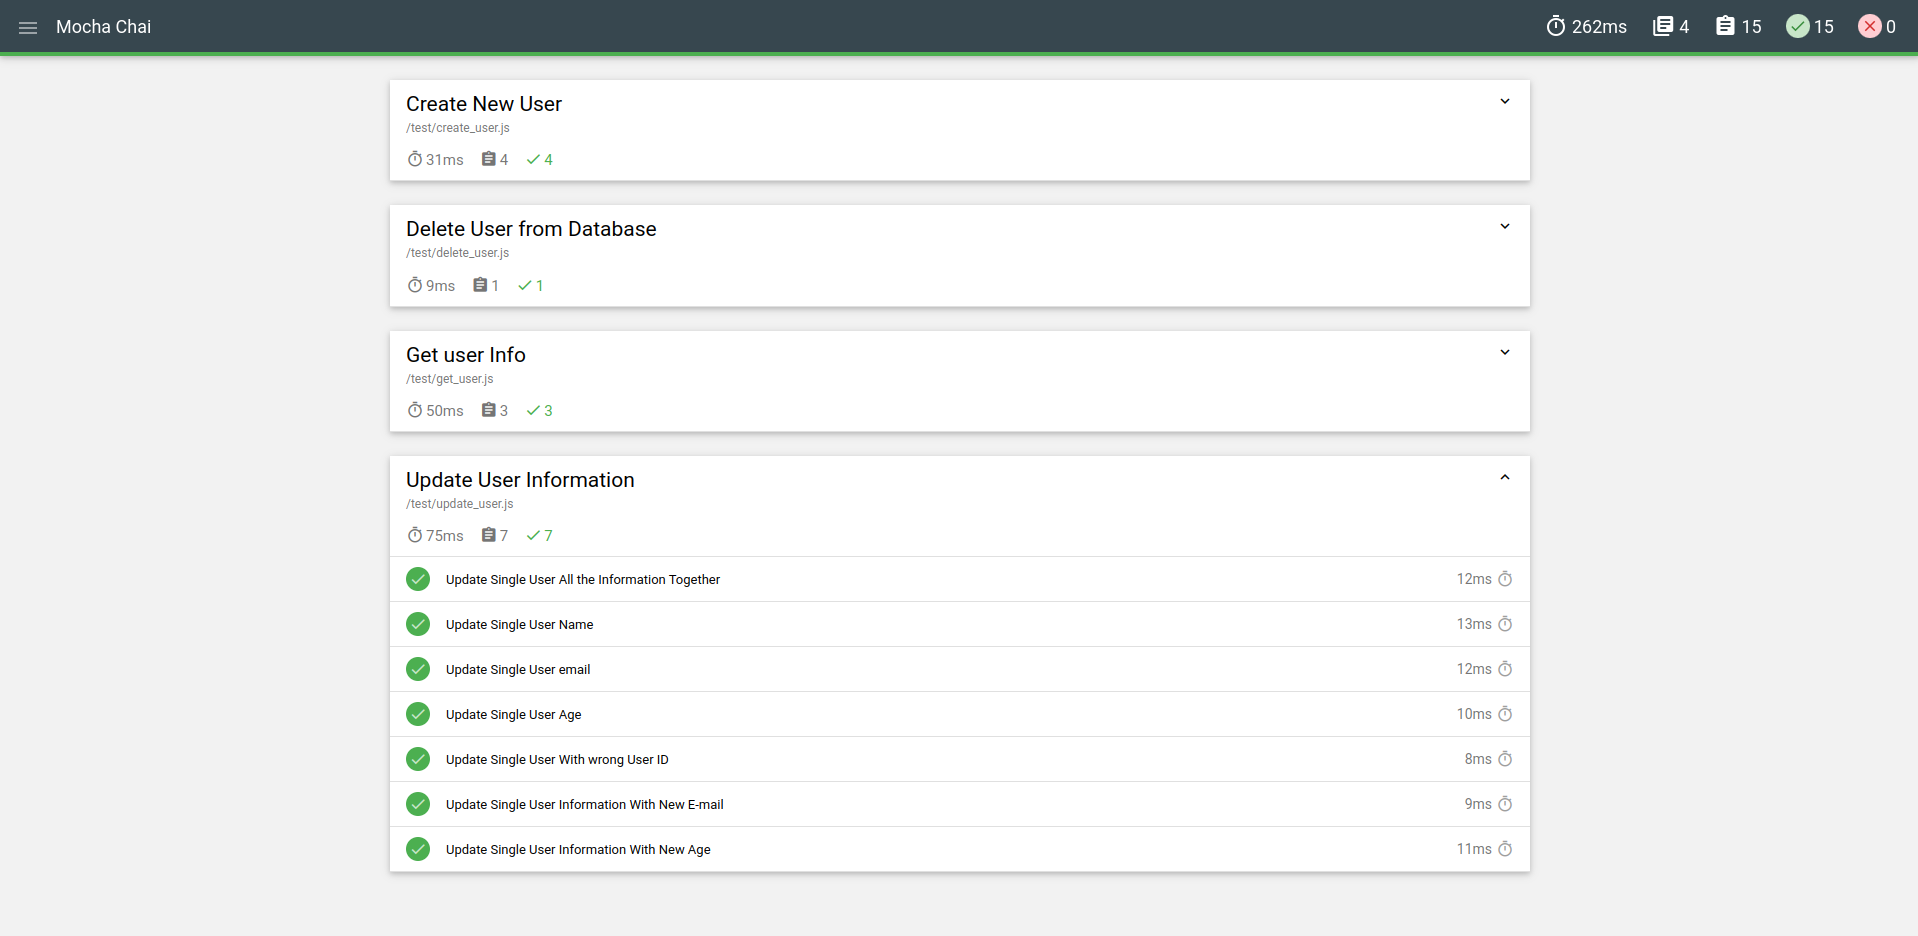 Mocha Chai 262ms 4 15 15 0
Create New User
/test/create_user.js
31ms 4 4
Delete User from Database
/test/delete_user.js
9ms 1 1
Get user Info
/test/get_user.js
50ms 3 3
Update User Information
/test/update_user.js
75ms 7 7
Update Single User All the Information Together 12ms
Update Single User Name 13ms
Update Single User email 12ms
Update Single User Age 10ms
Update Single User With wrong User ID 8ms
Update Single User Information With New E-mail 9ms
Update Single User Information With New Age 11ms